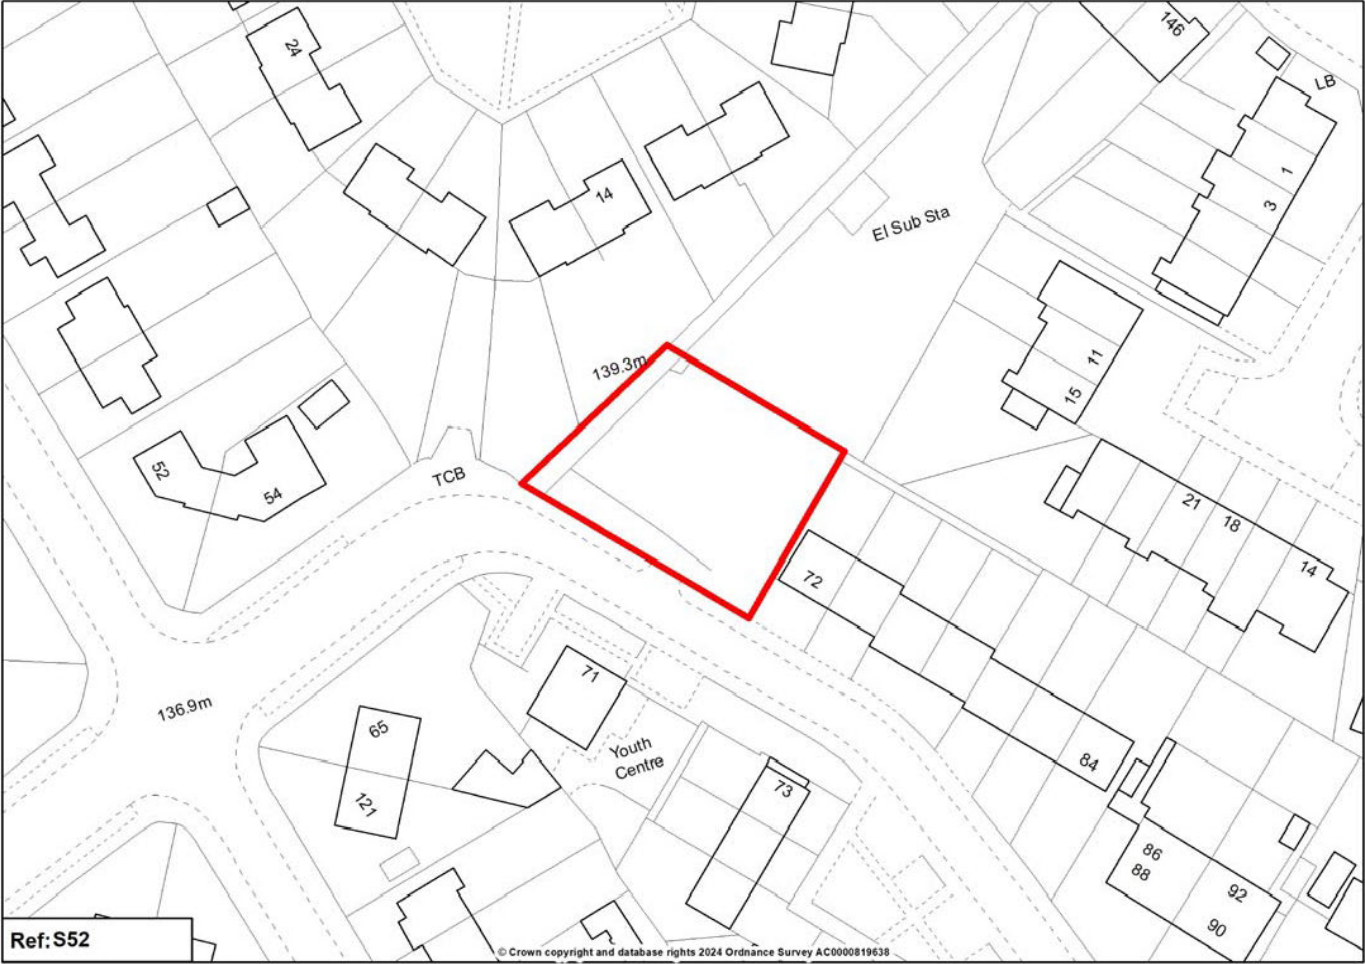 24
146
LB
1
3
14
El Sub Sta
139.3m
11
15
52
54
TCB
21
18
14
72
71
136.9m
65
121
Youth
Centre
73
84
86
88
92
90
Ref:S52
© Crown copyright and database rights 2024 Ordnance Survey AC0000819638